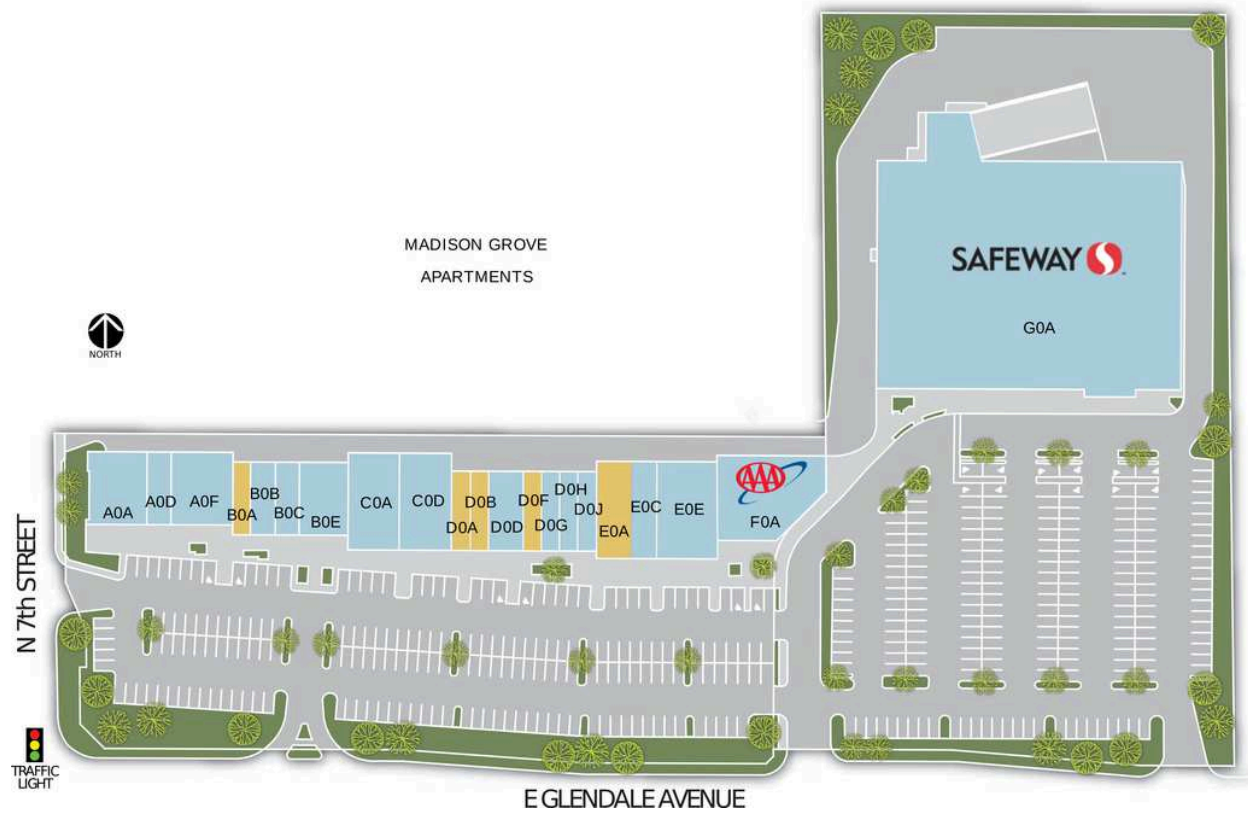 MADISON GROVE
APARTMENTS
SAFEWAY
G0A
NORTH
A0A
A0D
A0F
B0A
B0B
B0C
B0E
C0A
C0D
D0A
D0B
D0D
D0F
D0G
D0H
D0J
E0A
E0C
E0E
AAA
F0A
N 7th STREET
TRAFFIC
LIGHT
E GLENDALE AVENUE